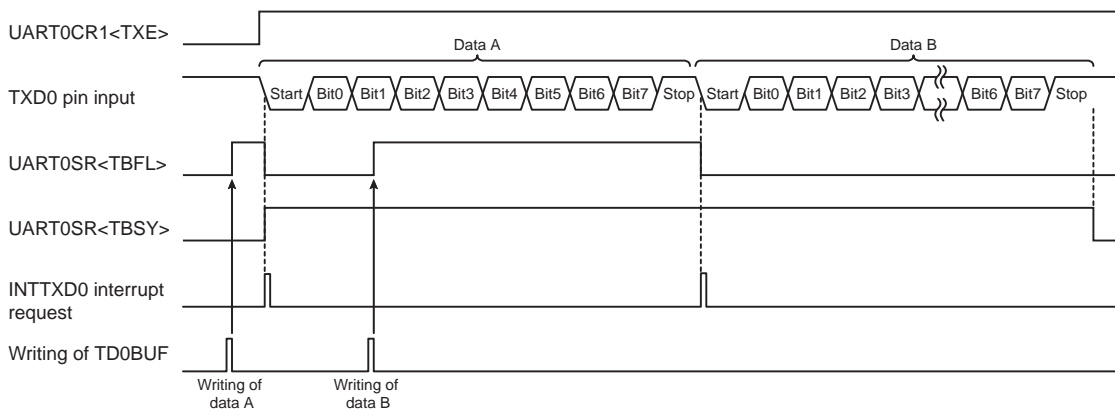 UART0CR1<TXE>
Data A
Data B
TXD0 pin input
Start Bit0 Bit1 Bit2 Bit3 Bit4 Bit5 Bit6 Bit7 Stop Start Bit0 Bit1 Bit2 Bit3 Bit6 Bit7 Stop
UART0SR<TBFL>
UART0SR<TBSY>
INTTXD0 interrupt
request
Writing of TD0BUF
Writing of
data A
Writing of
data B